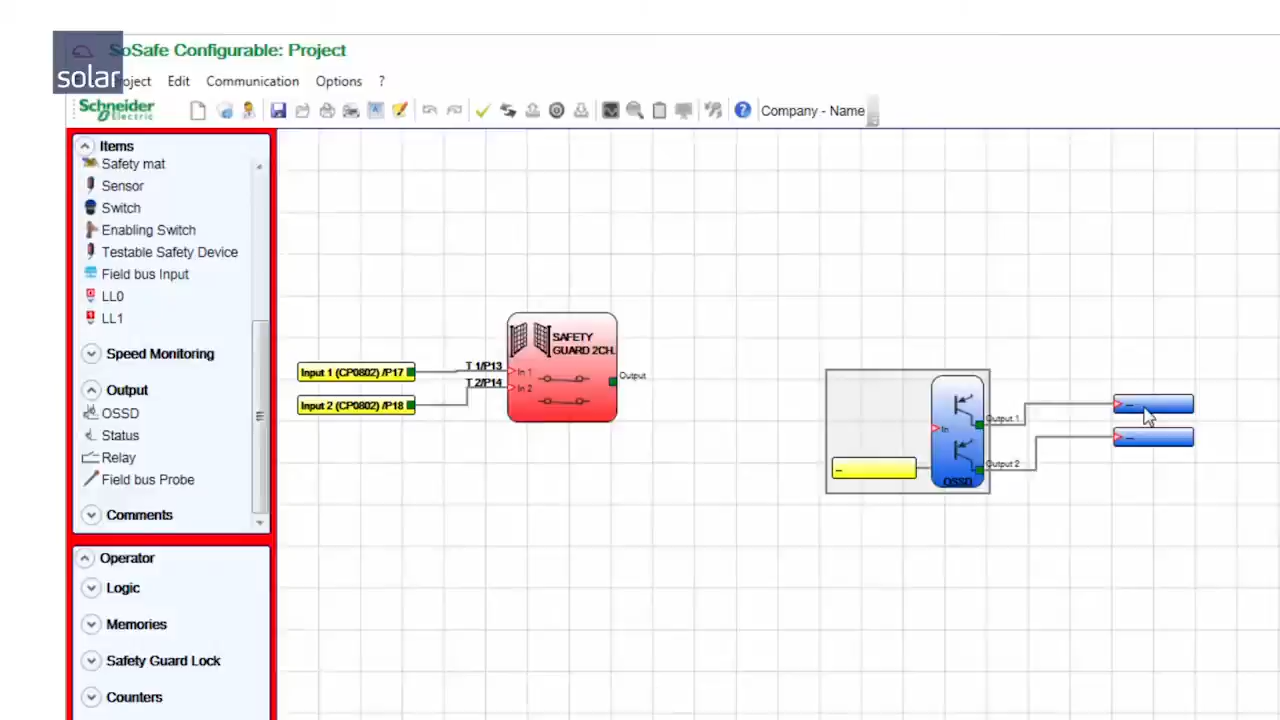 SoSafe Configurable: Project
solar
Project Edit Communication Options ?
Schneider
Electric
Company - Name
Items
Safety mat
Sensor
Switch
Enabling Switch
Testable Safety Device
Field bus Input
LL0
LL1
Speed Monitoring
Output
OSSD
Status
Relay
Field bus Probe
Comments
Operator
Logic
Memories
Safety Guard Lock
Counters
Input 1 (CP0802) /P17
Input 2 (CP0802) /P18
T 1/P13
T 2/P14
SAFETY
GUARD 2CH.
In 1
In 2
Output
In
Output 1
Output 2
OSSD